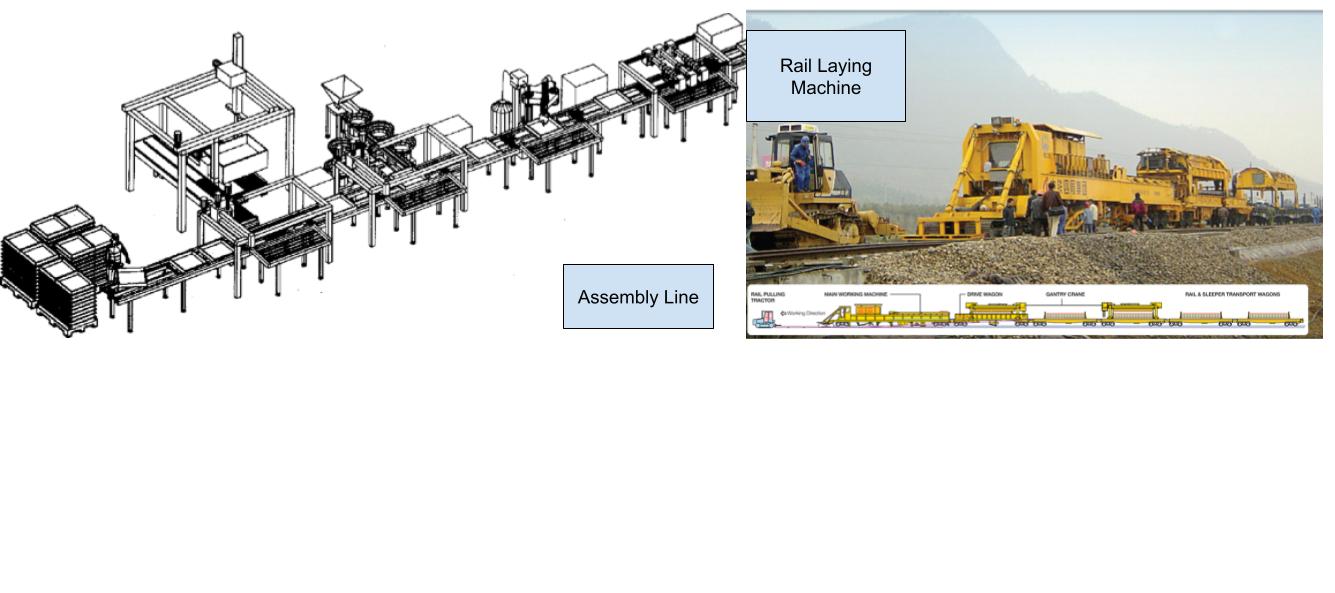 Rail Laying
Machine
Assembly Line
RAIL PULLING
TRACTOR
MAIN WORKING MACHINE
DRIVE WAGON
GANTRY CRANE
RAIL & SLEEPER TRANSPORT WAGONS
Working Direction